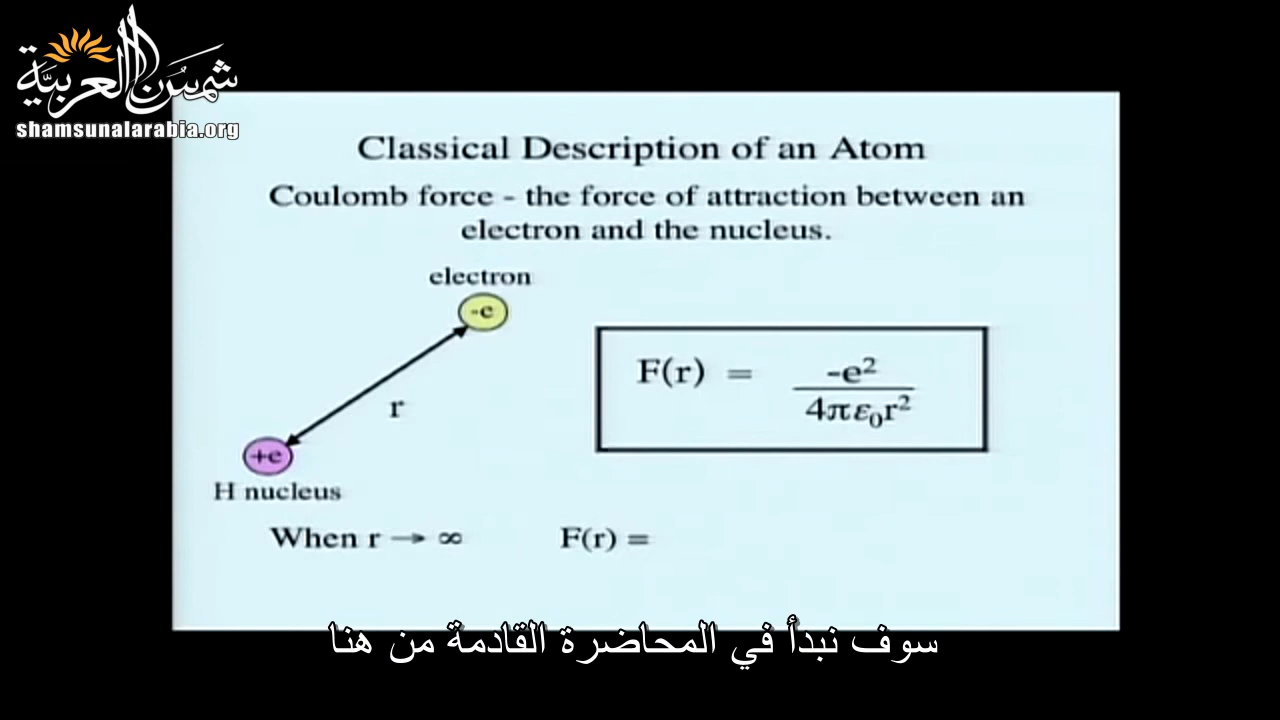 شمس العربية
shamsunalarabia.org
Classical Description of an Atom
Coulomb force - the force of attraction between an
electron and the nucleus.
electron
-e
F(r) = -e² / 4πε₀r²
r
+e
H nucleus
When r → ∞ F(r) =
سوف نبدأ في المحاضرة القادمة من هنا